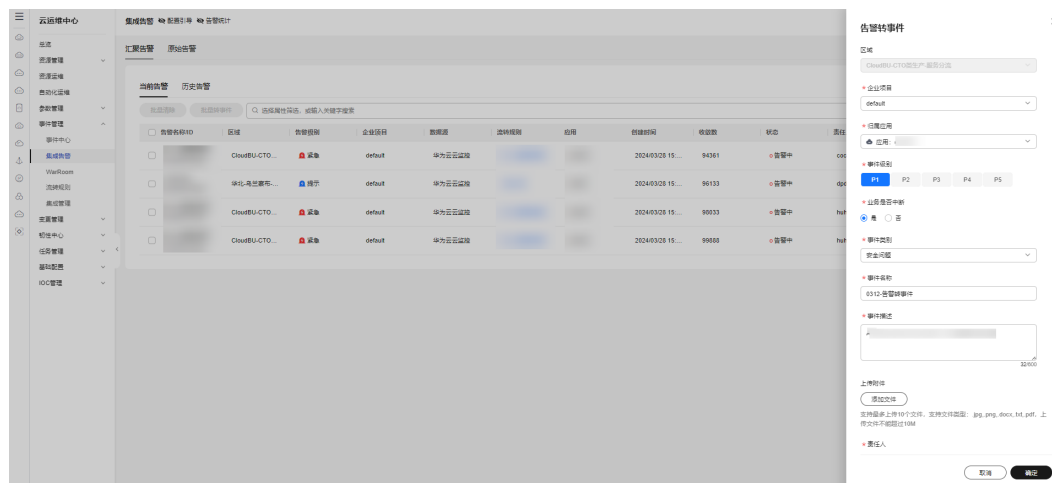 云运维中心
总览
资源管理
资源运维
自动化运维
参数管理
事件管理
事件中心
集成告警
WarRoom
流转规则
集成管理
变更管理
韧性中心
任务管理
基础配置
IOC管理
集成告警 配置引导 告警统计
汇聚告警 原始告警
当前告警 历史告警
批量清除 批量转事件 选择属性筛选，或输入关键字搜索
告警名称/ID 区域 告警级别 企业项目 数据源 流转规则 应用 创建时间 收敛数 状态 责任
CloudBU-CTO... 紧急 default 华为云云监控 2024/03/28 15:... 94361 告警中
华北-乌兰察布-... 提示 default 华为云云监控 2024/03/28 15:... 96133 告警中
CloudBU-CTO... 紧急 default 华为云云监控 2024/03/28 15:... 98033 告警中
CloudBU-CTO... 紧急 default 华为云云监控 2024/03/28 15:... 99888 告警中
告警转事件
区域
* 企业项目
default
* 归属应用
应用:
* 事件级别
P1 P2 P3 P4 P5
* 业务是否中断
是 否
* 事件类别
安全问题
* 事件名称
0312-告警转事件
* 事件描述
32/600
上传附件
添加文件
支持最多上传10个文件，支持文件类型: jpg,png,docx,txt,pdf，上
传文件不能超过10M
* 责任人
取消 确定